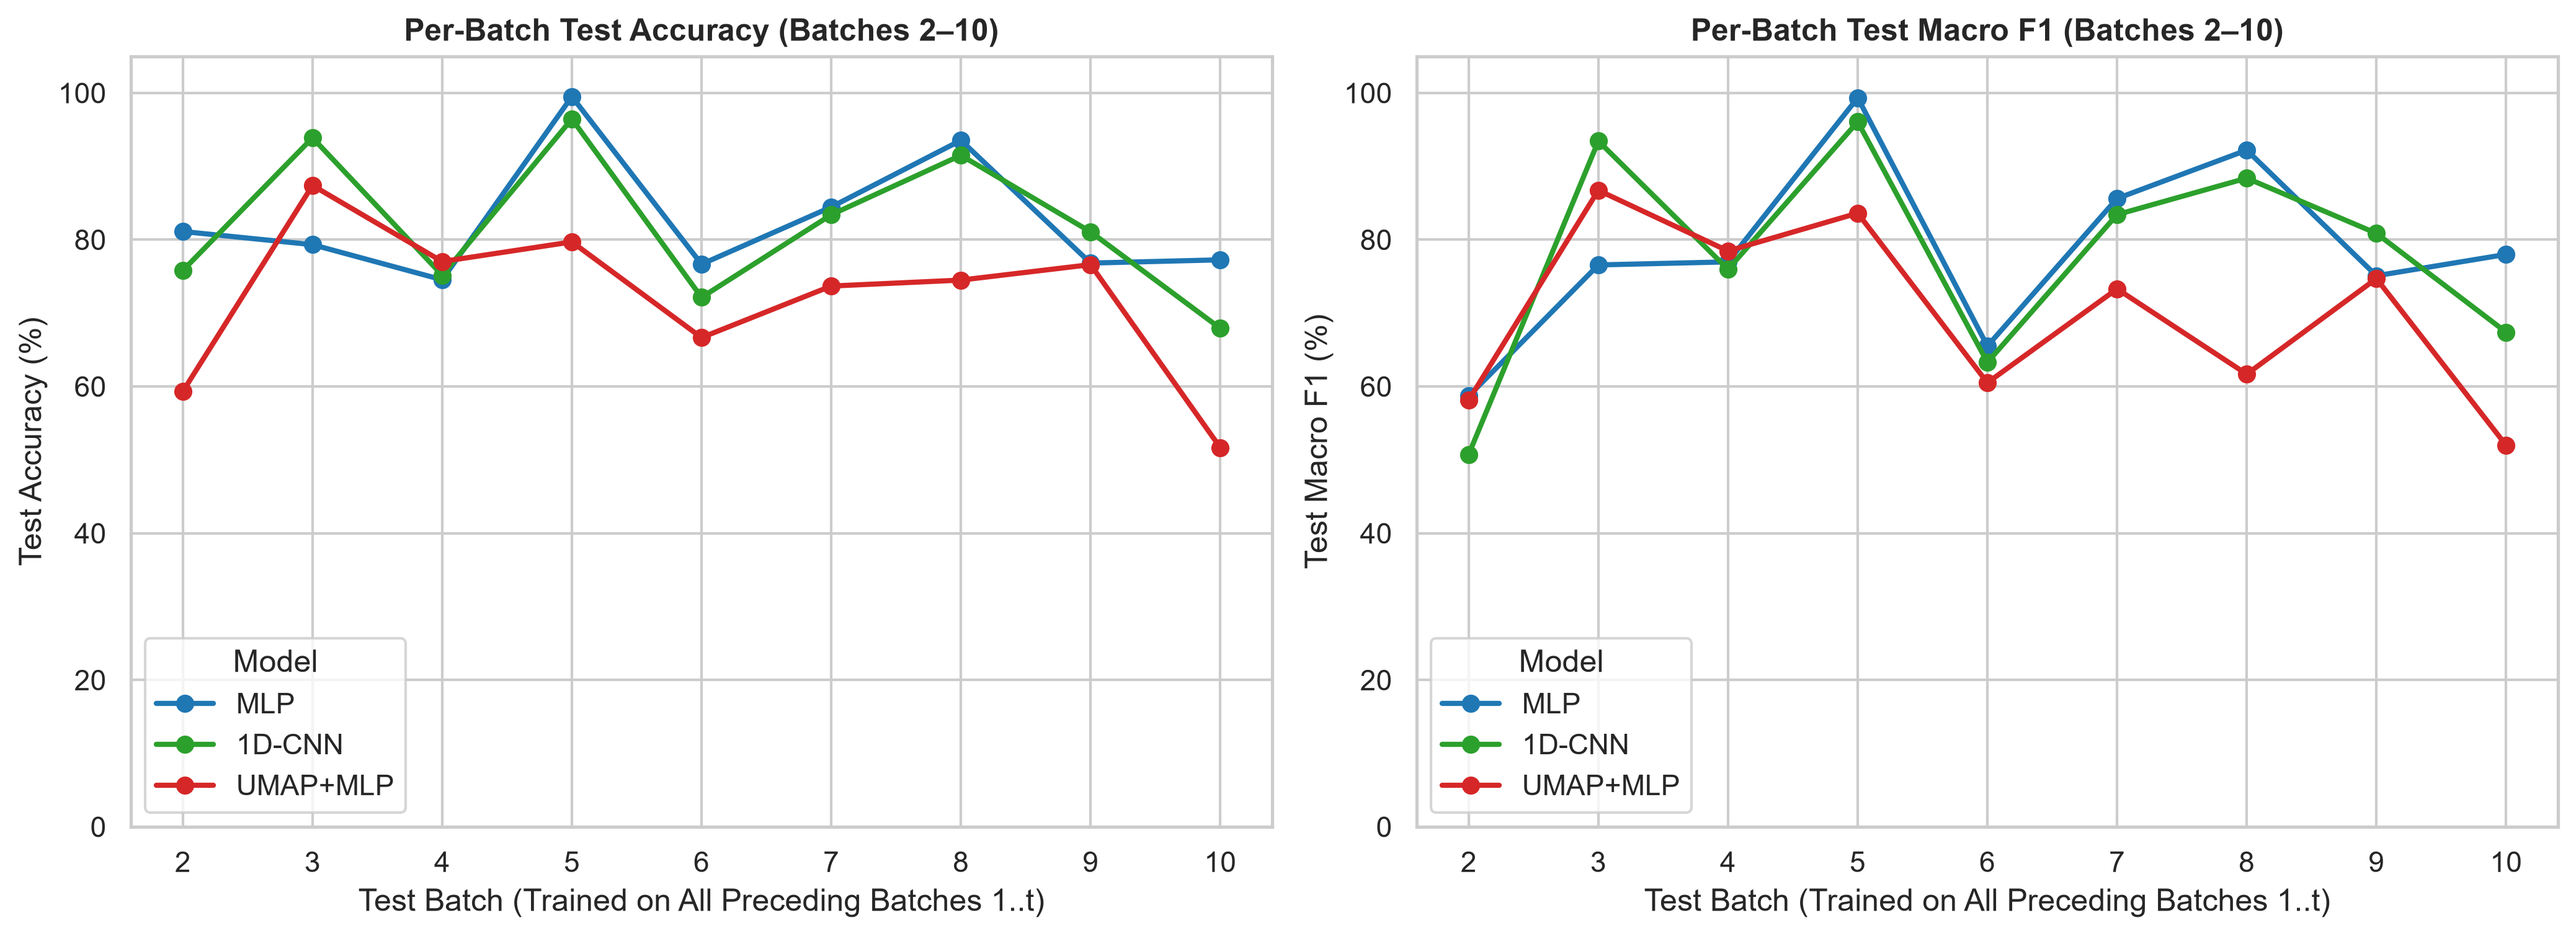 Per-Batch Test Accuracy (Batches 2–10)
Test Accuracy (%)
100
80
60
40
20
0
Model
MLP
1D-CNN
UMAP+MLP
2 3 4 5 6 7 8 9 10
Test Batch (Trained on All Preceding Batches 1..t)
Per-Batch Test Macro F1 (Batches 2–10)
Test Macro F1 (%)
100
80
60
40
20
0
Model
MLP
1D-CNN
UMAP+MLP
2 3 4 5 6 7 8 9 10
Test Batch (Trained on All Preceding Batches 1..t)